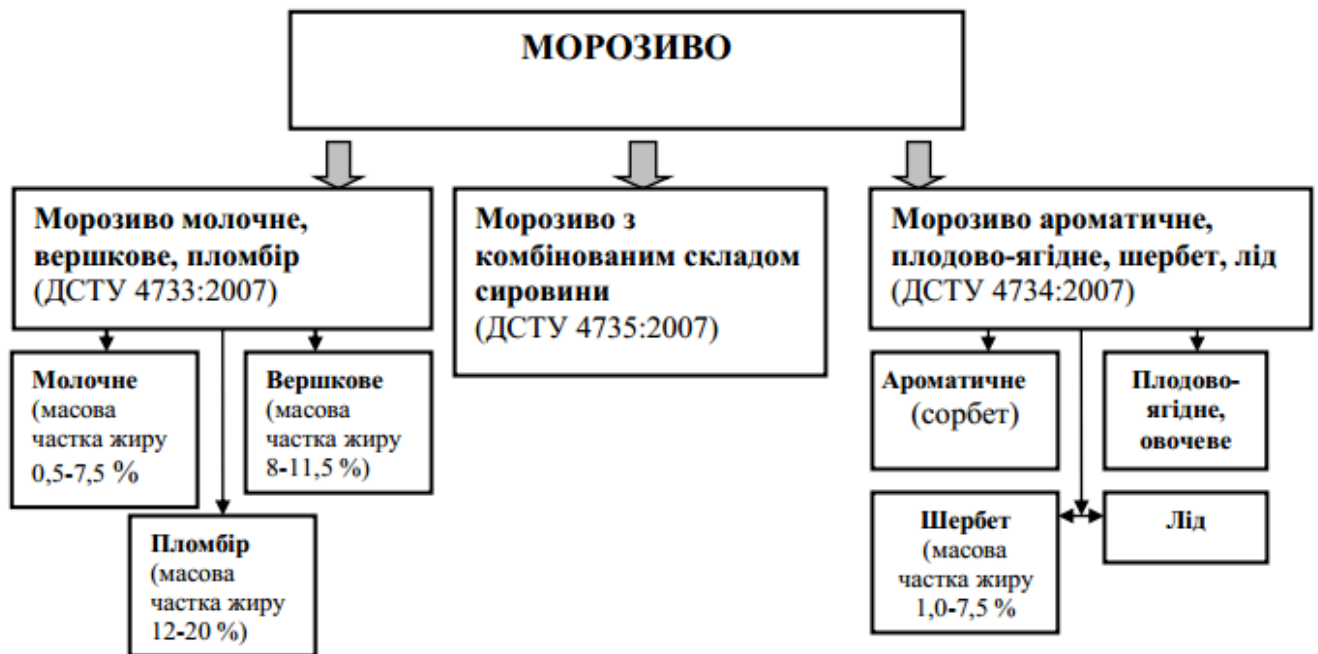 МОРОЗИВО
Морозиво молочне,
вершкове, пломбір
(ДСТУ 4733:2007)
Морозиво з
комбінованим складом
сировини
(ДСТУ 4735:2007)
Морозиво ароматичне,
плодово-ягідне, шербет, лід
(ДСТУ 4734:2007)
Молочне
(масова
частка жиру
0,5-7,5 %
Вершкове
(масова
частка жиру
8-11,5 %)
Пломбір
(масова
частка жиру
12-20 %)
Ароматичне
(сорбет)
Плодово-
ягідне,
овочеве
Шербет
(масова
частка жиру
1,0-7,5 %
Лід